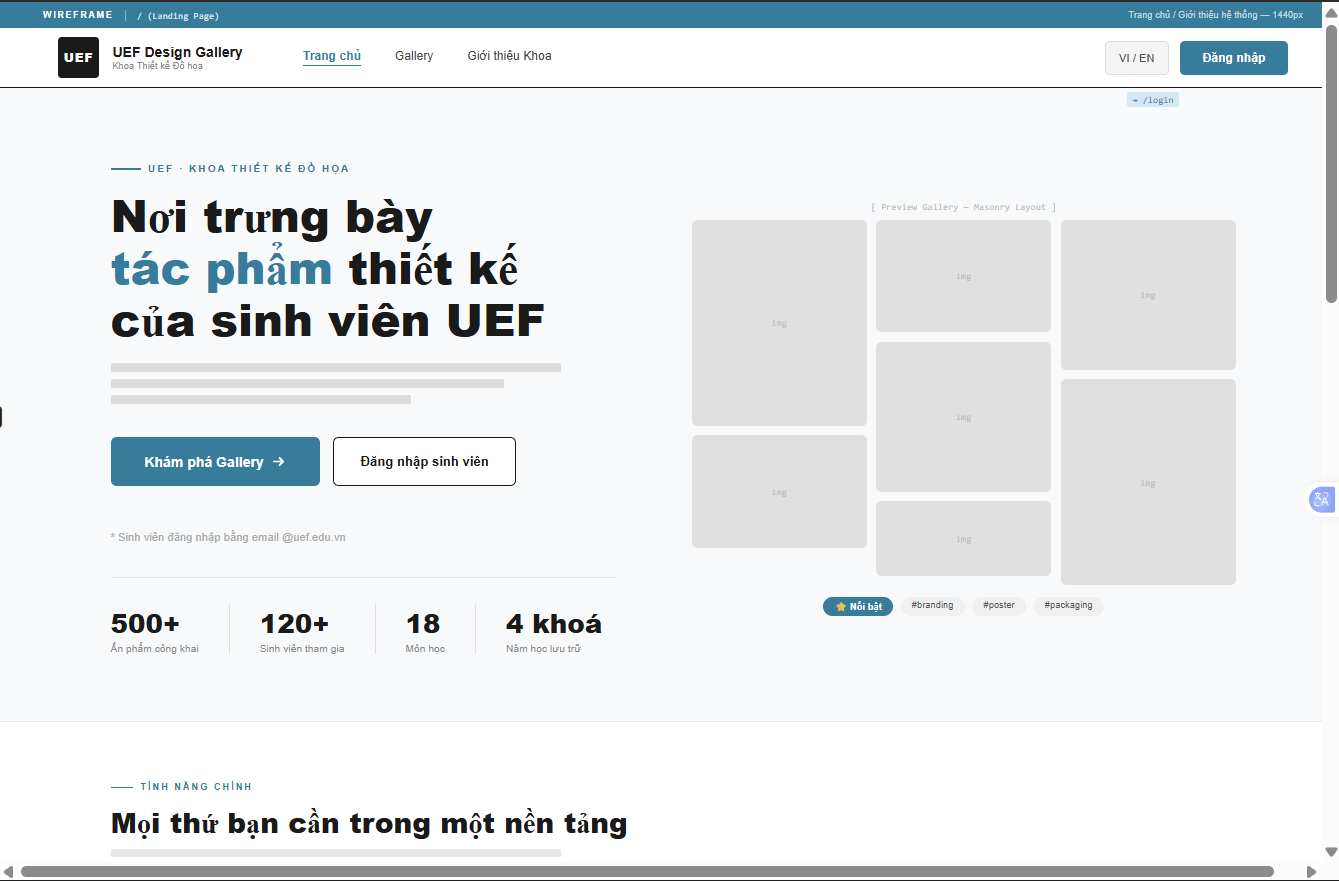 WIREFRAME / (Landing Page) Trang chủ / Giới thiệu hệ thống — 1440px
UEF
UEF Design Gallery
Khoa Thiết kế Đồ họa
Trang chủ Gallery Giới thiệu Khoa VI / EN Đăng nhập
→ /login
UEF · KHOA THIẾT KẾ ĐỒ HỌA
Nơi trưng bày
tác phẩm thiết kế
của sinh viên UEF
Khám phá Gallery → Đăng nhập sinh viên
* Sinh viên đăng nhập bằng email @uef.edu.vn
500+ 120+ 18 4 khoá
Ấn phẩm công khai Sinh viên tham gia Môn học Năm học lưu trữ
[ Preview Gallery — Masonry Layout ]
img
img
img
img
img
img
img
⭐ Nổi bật #branding #poster #packaging
TÍNH NĂNG CHÍNH
Mọi thứ bạn cần trong một nền tảng